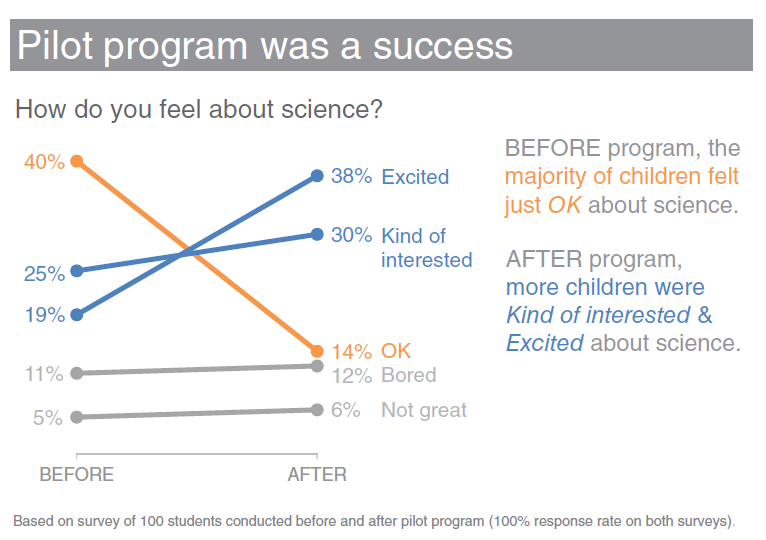 Pilot program was a success
How do you feel about science?
BEFORE program, the
majority of children felt
just OK about science.
AFTER program,
more children were
Kind of interested &
Excited about science.
40%
25%
19%
11%
5%
38% Excited
30% Kind of
interested
14% OK
12% Bored
6% Not great
BEFORE
AFTER
Based on survey of 100 students conducted before and after pilot program (100% response rate on both surveys).